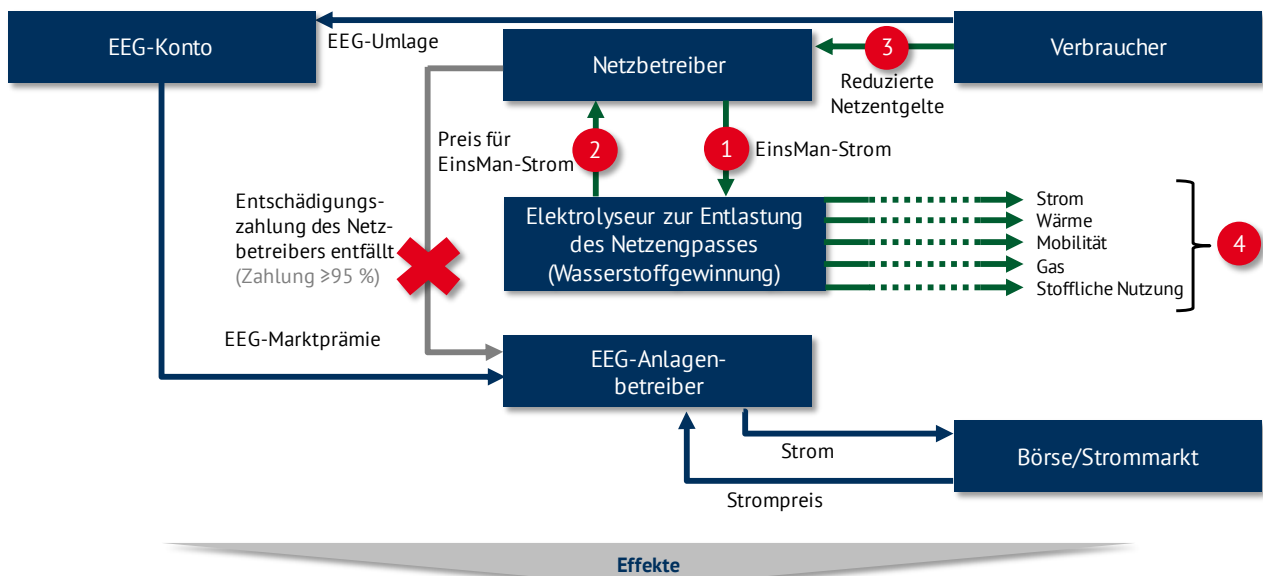 EEG-Konto
EEG-Umlage
Verbraucher
3
Netzbetreiber
Reduzierte
Netzentgelte
Preis für
EinsMan-Strom
2
1
EinsMan-Strom
Entschädigungs-
zahlung des Netz-
betreibers entfällt
(Zahlung ≥95 %)
Elektrolyseur zur Entlastung
des Netzengpasses
(Wasserstoffgewinnung)
Strom
Wärme
Mobilität
Gas
Stoffliche Nutzung
4
EEG-Marktprämie
EEG-Anlagen-
betreiber
Strom
Börse/Strommarkt
Strompreis
Effekte